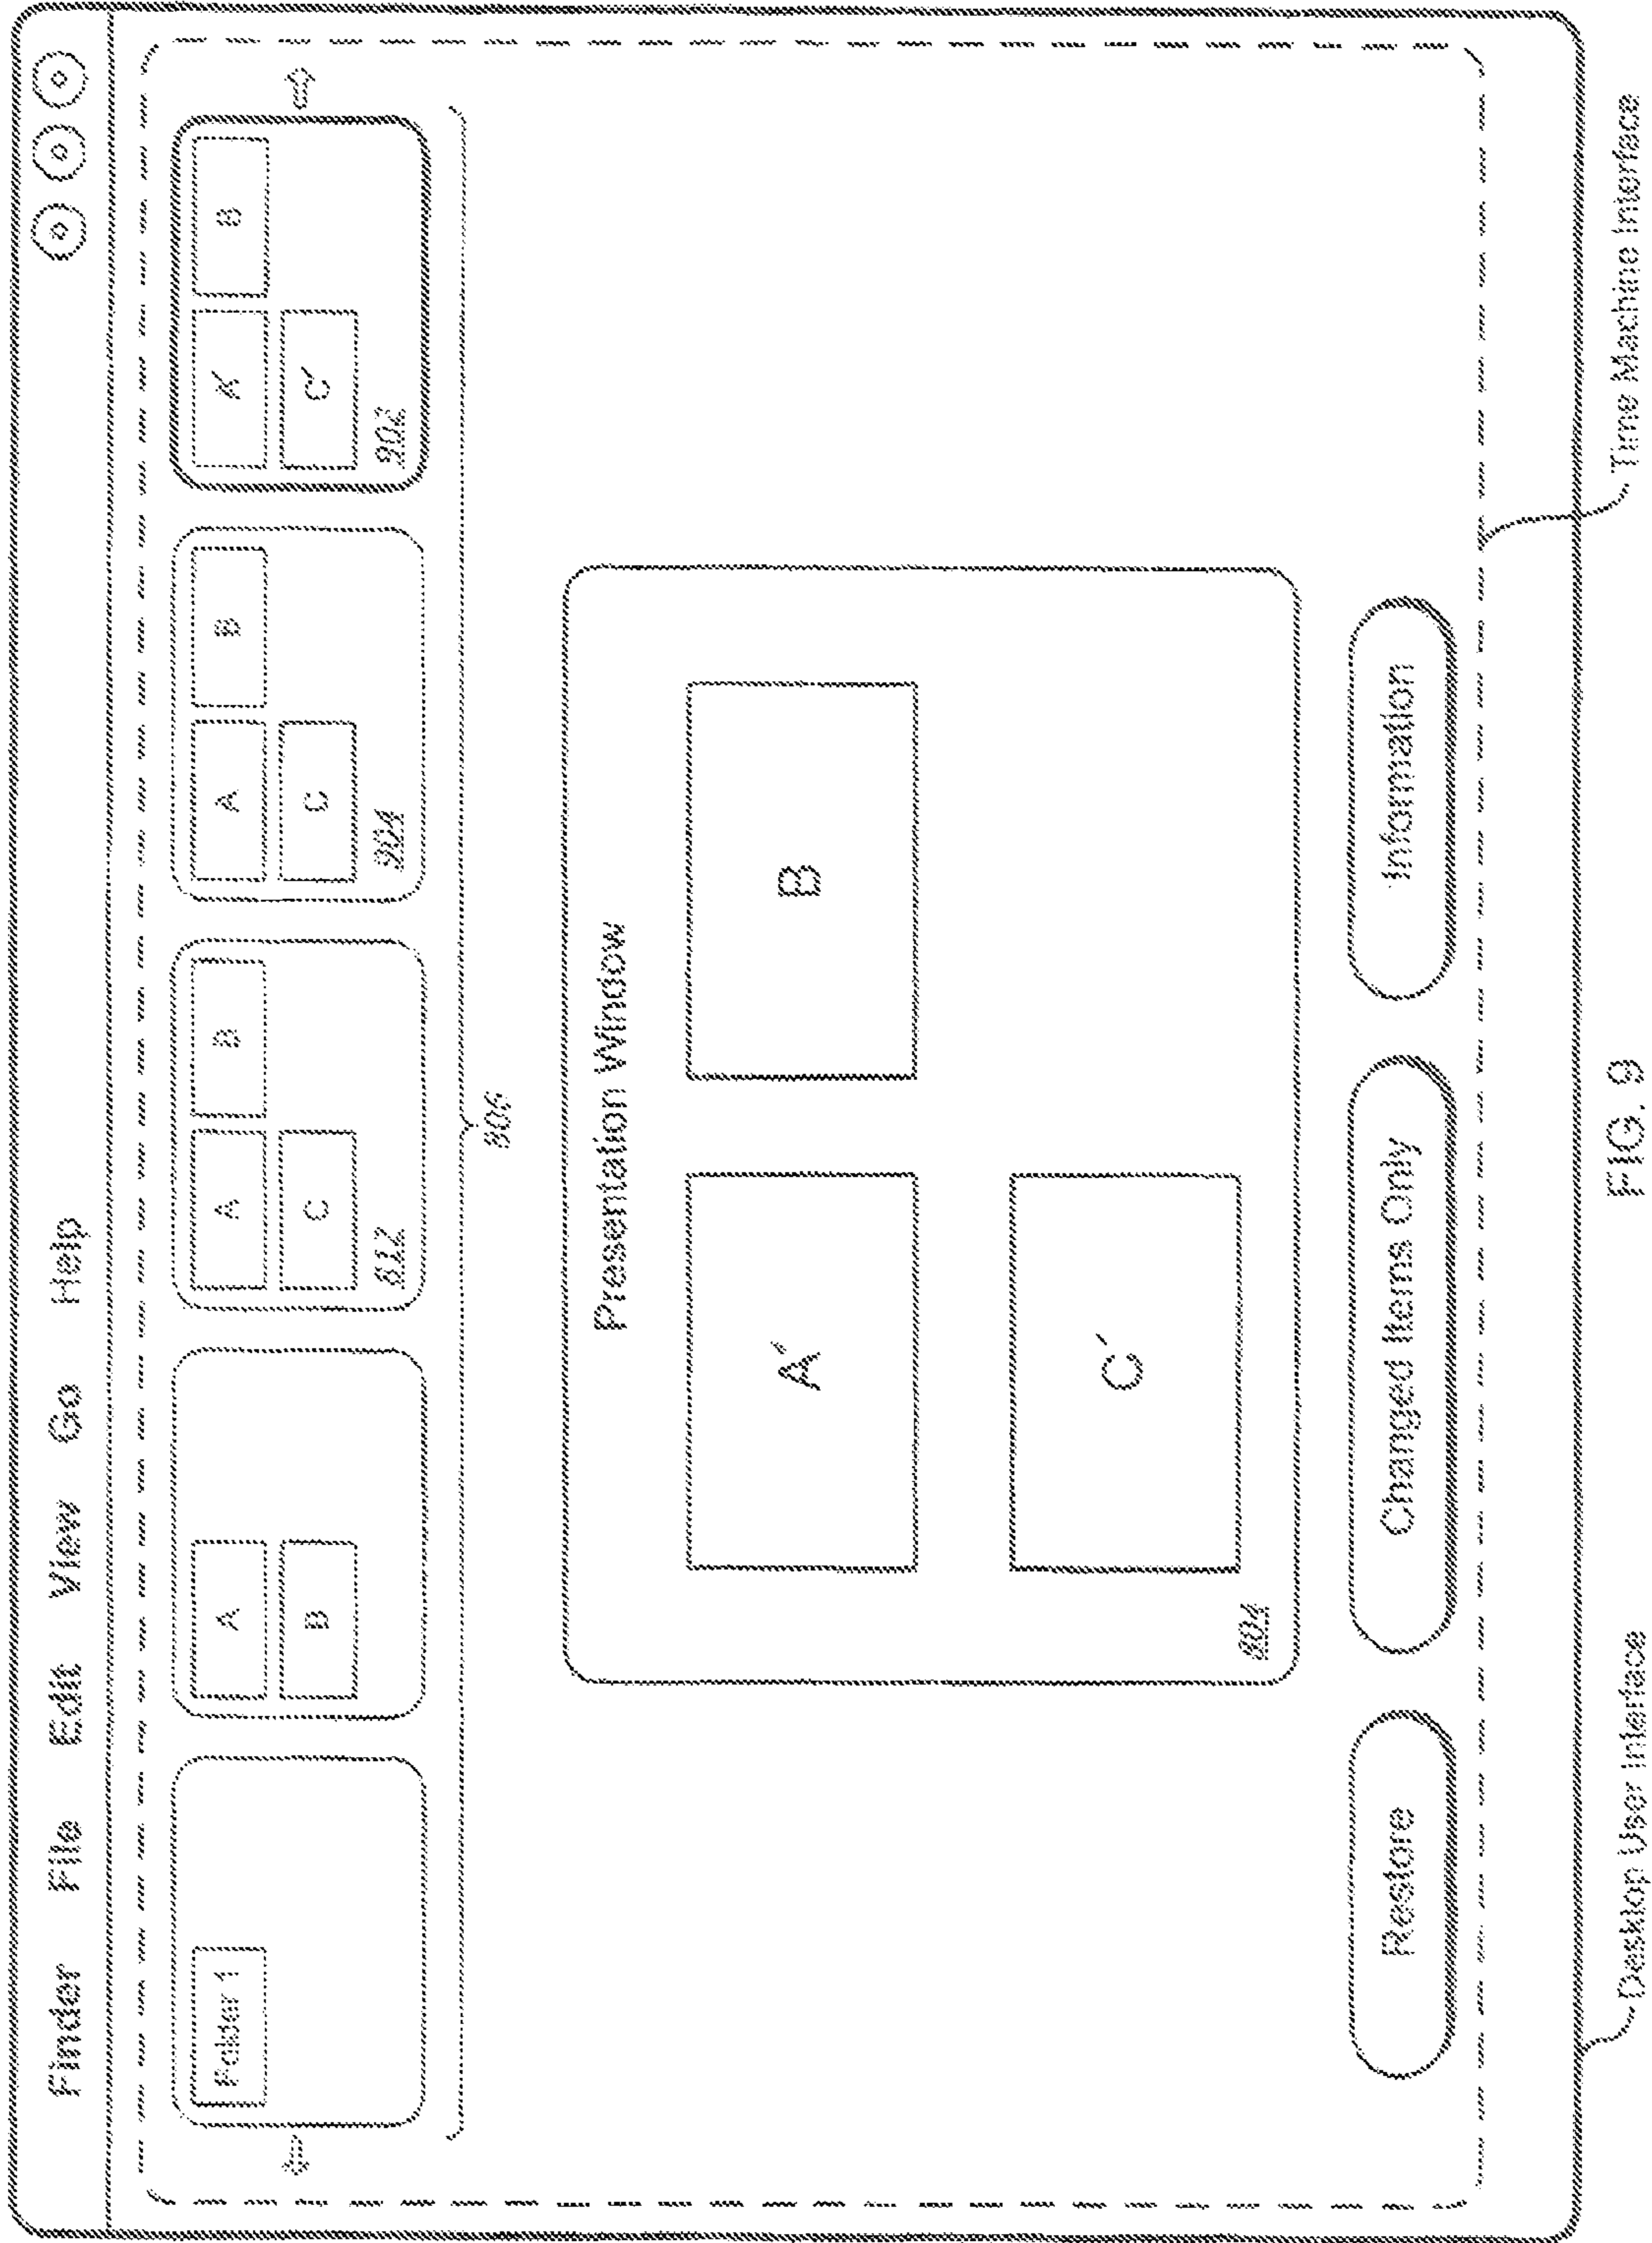 Finder File Edit View Go Help
Folder 1
A
B
A B
C
812
A B
C
904
A' B
C'
902
806
Presentation Window
A' B
C'
804
Restore Changed Items Only Information
Desktop User Interface
Time Machine Interface
FIG. 9